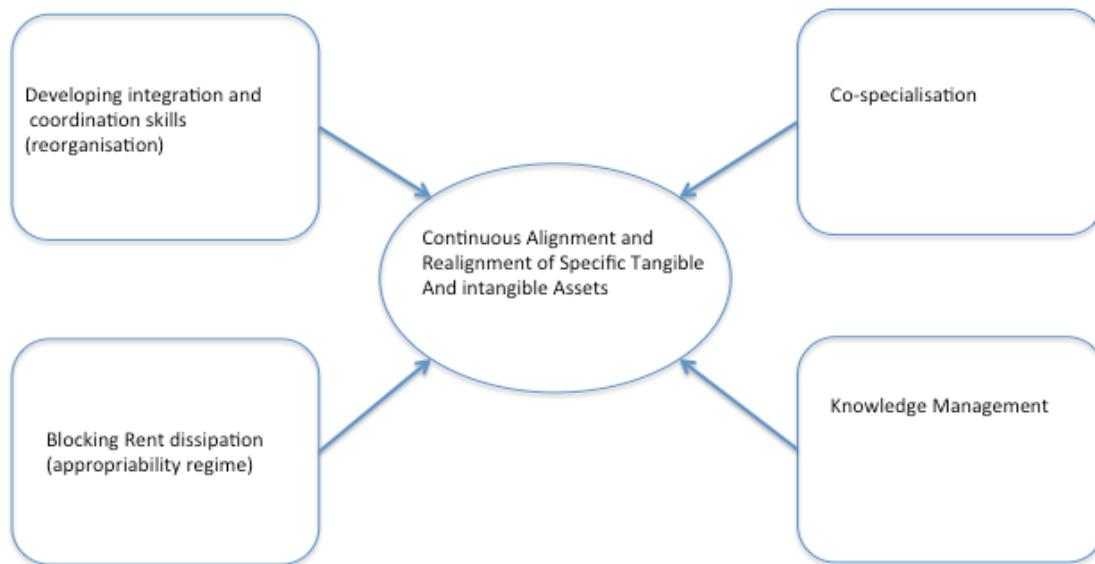 Developing integration and
coordination skills
(reorganisation)
Co-specialisation
Continuous Alignment and
Realignment of Specific Tangible
And intangible Assets
Blocking Rent dissipation
(appropriability regime)
Knowledge Management